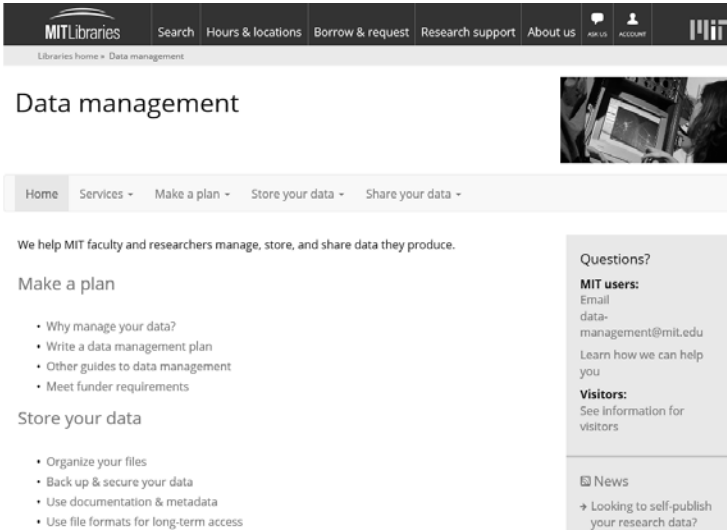 MITLibraries
Search Hours & locations Borrow & request Research support About us ASK US ACCOUNT
MIT
Libraries home » Data management
Data management
Home Services Make a plan Store your data Share your data
We help MIT faculty and researchers manage, store, and share data they produce.
Make a plan
• Why manage your data?
• Write a data management plan
• Other guides to data management
• Meet funder requirements
Store your data
• Organize your files
• Back up & secure your data
• Use documentation & metadata
• Use file formats for long-term access
Questions?
MIT users:
Email
data-
management@mit.edu
Learn how we can help
you
Visitors:
See information for
visitors
News
→ Looking to self-publish
your research data?